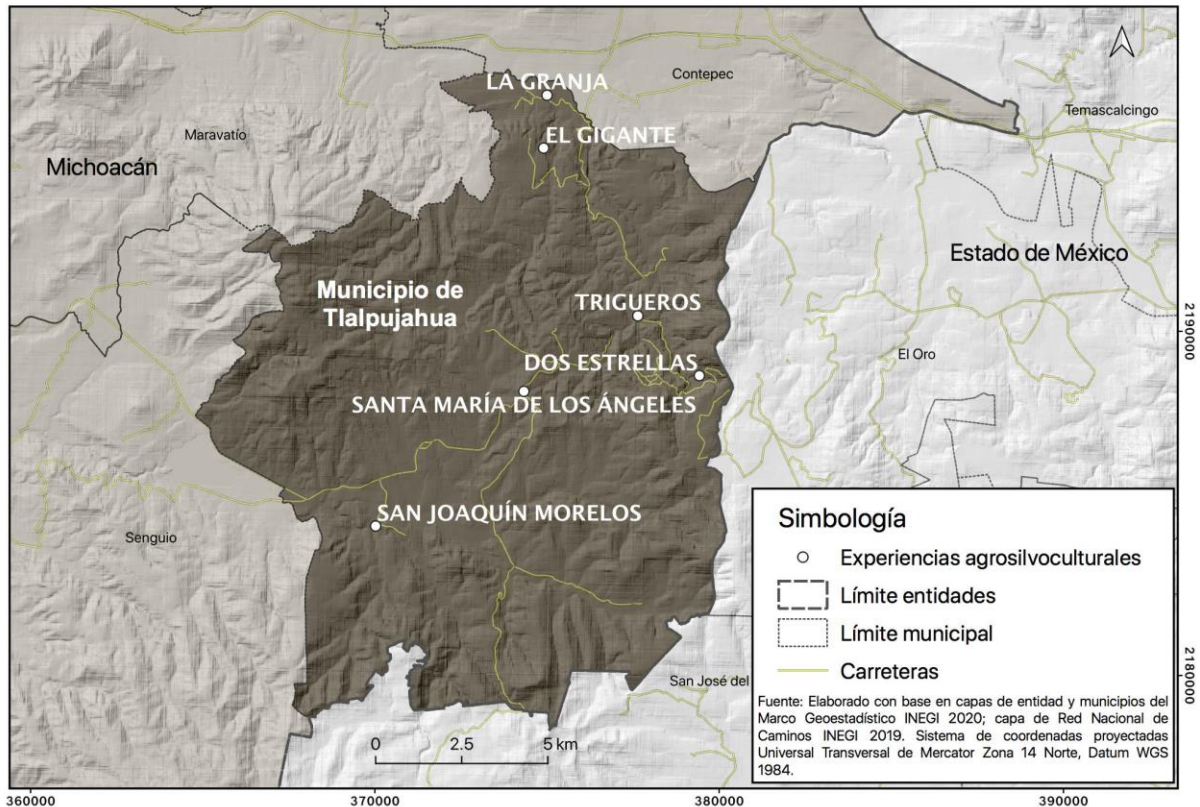 LA GRANJA
Contepec
Temascalcingo
Maravatío
EL GIGANTE
Michoacán
Estado de México
Municipio de
Tlalpujahua
TRIGUEROS
2190000
El Oro
DOS ESTRELLAS
SANTA MARÍA DE LOS ÁNGELES
SAN JOAQUÍN MORELOS
Senguio
Simbología
Experiencias agrosilvoculturales
Límite entidades
Límite municipal
Carreteras
San José del
2180000
Fuente: Elaborado con base en capas de entidad y municipios del
Marco Geoestadístico INEGI 2020; capa de Red Nacional de
Caminos INEGI 2019. Sistema de coordenadas proyectadas
Universal Transversal de Mercator Zona 14 Norte, Datum WGS
1984.
0 2.5 5 km
360000 370000 380000 390000